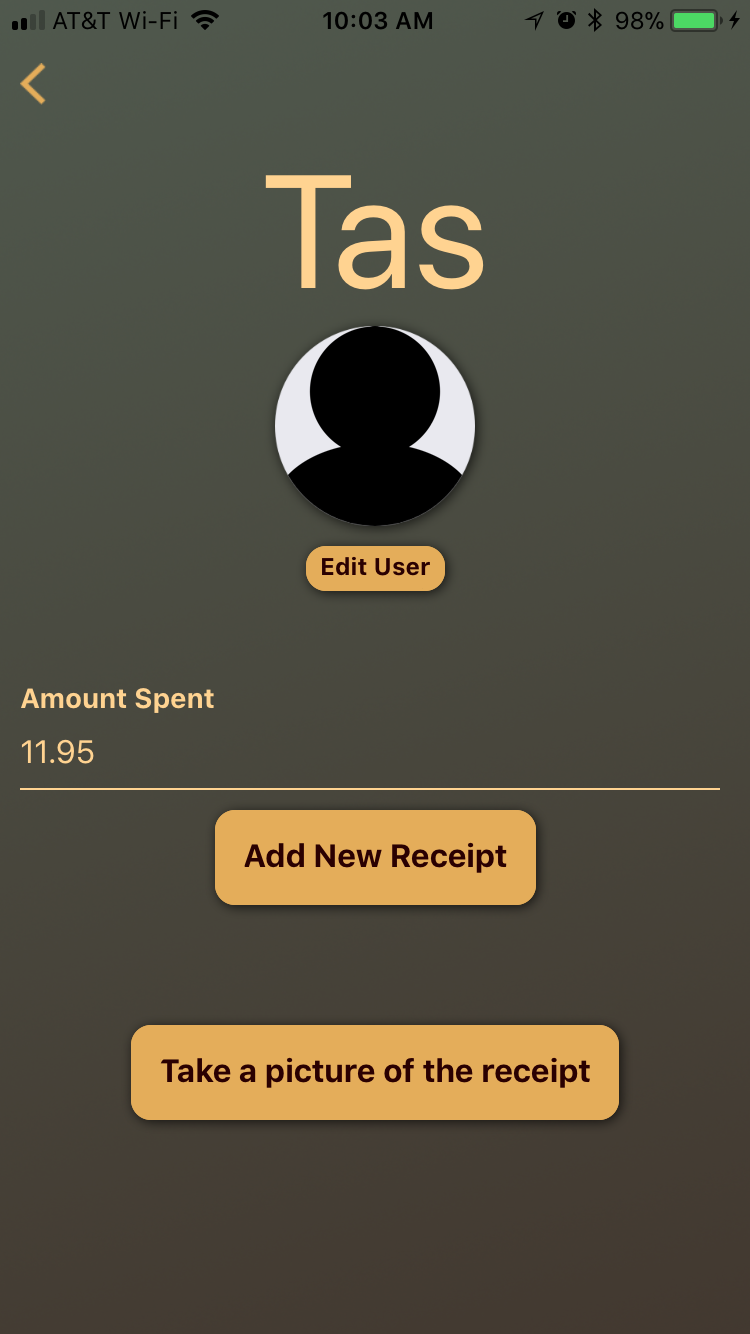 AT&T Wi-Fi 10:03 AM 98%
Tas
Edit User
Amount Spent
11.95
Add New Receipt
Take a picture of the receipt